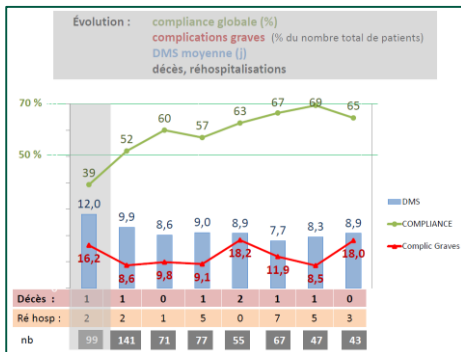 Évolution : compliance globale (%)
complications graves (% du nombre total de patients)
DMS moyenne (j)
décès, réhospitalisations
70 %
50 %
39 52 60 57 63 67 69 65
12,0 9,9 8,6 9,0 8,9 7,7 8,3 8,9
16,2 8,6 9,8 9,1 18,2 11,9 8,5 18,0
DMS
COMPLIANCE
Complic Graves
Décès : 1 1 0 1 2 1 1 0
Ré hosp : 2 2 1 5 0 7 5 3
nb 99 141 71 77 55 67 47 43